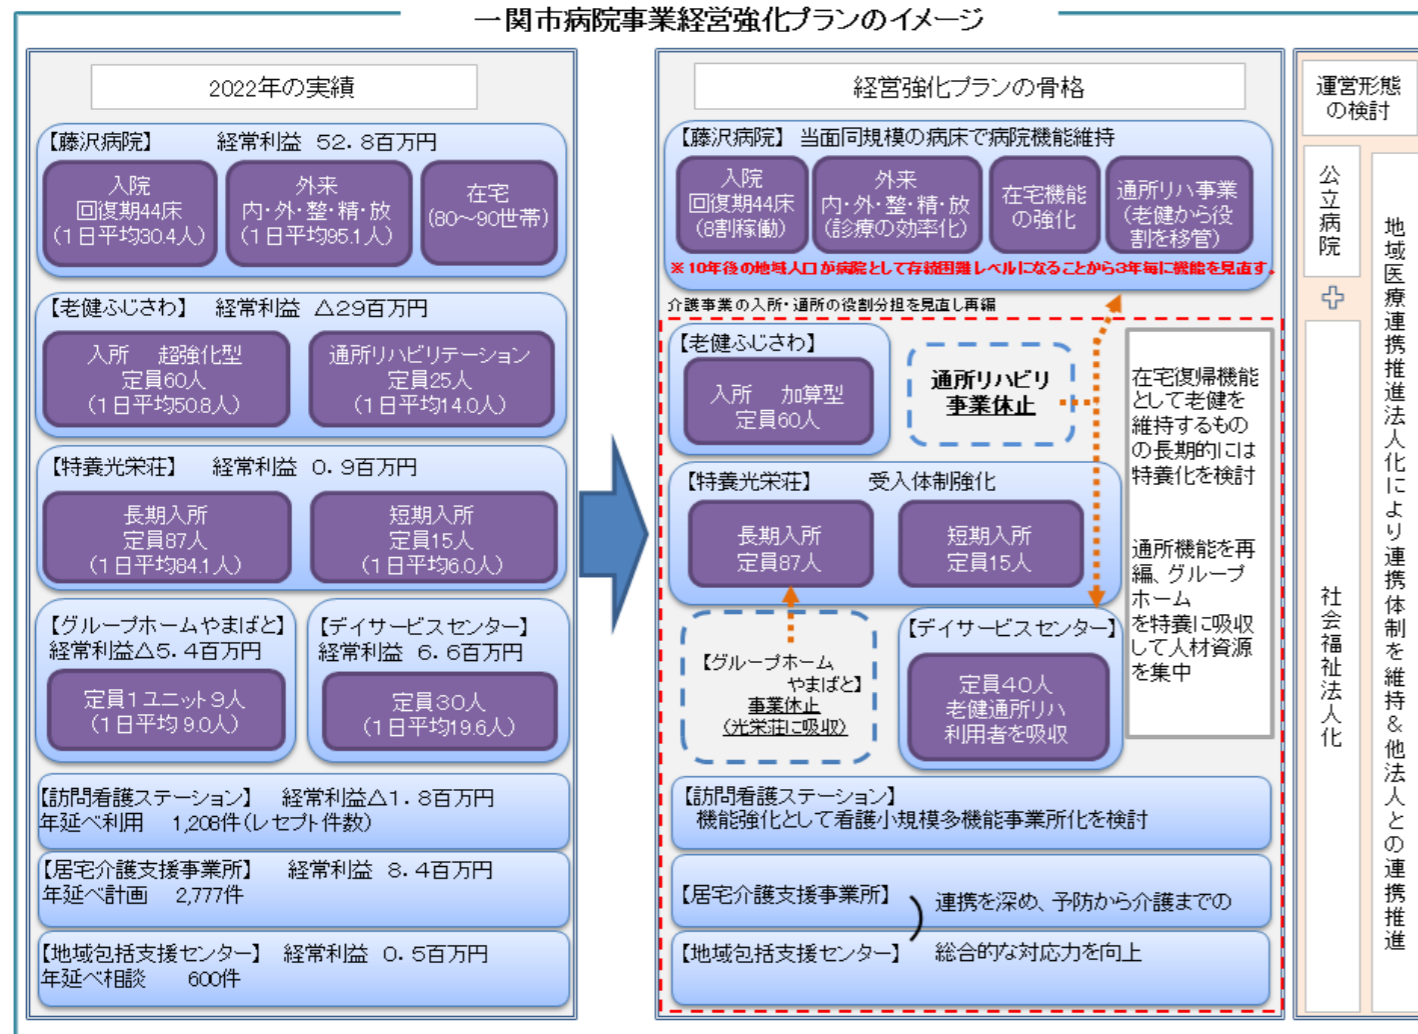 一関市病院事業経営強化プランのイメージ
2022年の実績
【藤沢病院】 経常利益 52.8百万円
入院
回復期44床
(1日平均30.4人)
外来
内・外・整・精・放
(1日平均95.1人)
在宅
(80～90世帯)
【老健ふじさわ】 経常利益 △29百万円
入所 超強化型
定員60人
(1日平均50.8人)
通所リハビリテーション
定員25人
(1日平均14.0人)
【特養光栄荘】 経常利益 0.9百万円
長期入所
定員87人
(1日平均84.1人)
短期入所
定員15人
(1日平均6.0人)
【グループホームやまばと】
経常利益△5.4百万円
定員1ユニット9人
(1日平均9.0人)
【デイサービスセンター】
経常利益 6.6百万円
定員30人
(1日平均19.6人)
【訪問看護ステーション】 経常利益△1.8百万円
年延べ利用 1,208件(レセプト件数)
【居宅介護支援事業所】 経常利益 8.4百万円
年延べ計画 2,777件
【地域包括支援センター】 経常利益 0.5百万円
年延べ相談 600件
経営強化プランの骨格
【藤沢病院】 当面同規模の病床で病院機能維持
入院
回復期44床
(8割稼働)
外来
内・外・整・精・放
(診療の効率化)
在宅機能
の強化
通所リハ事業
(老健から役
割を移管)
※10年後の地域人口が病院として存続困難レベルになることから3年毎に機能を見直す。
介護事業の入所・通所の役割分担を見直し再編
【老健ふじさわ】
入所 加算型
定員60人
通所リハビリ
事業休止
在宅復帰機能
として老健を
維持するもの
の長期的には
特養化を検討
通所機能を再
編、グループ
ホーム
を特養に吸収
して人材資源
を集中
【特養光栄荘】 受入体制強化
長期入所
定員87人
短期入所
定員15人
【グループホーム
やまばと】
事業休止
(光栄荘に吸収)
【デイサービスセンター】
定員40人
老健通所リハ
利用者を吸収
【訪問看護ステーション】
機能強化として看護小規模多機能事業所化を検討
【居宅介護支援事業所】
連携を深め、予防から介護までの
【地域包括支援センター】
総合的な対応力を向上
運営形態
の検討
公立病院
社会福祉法人化
地域医療連携推進法人化により連携体制を維持＆他法人との連携推進